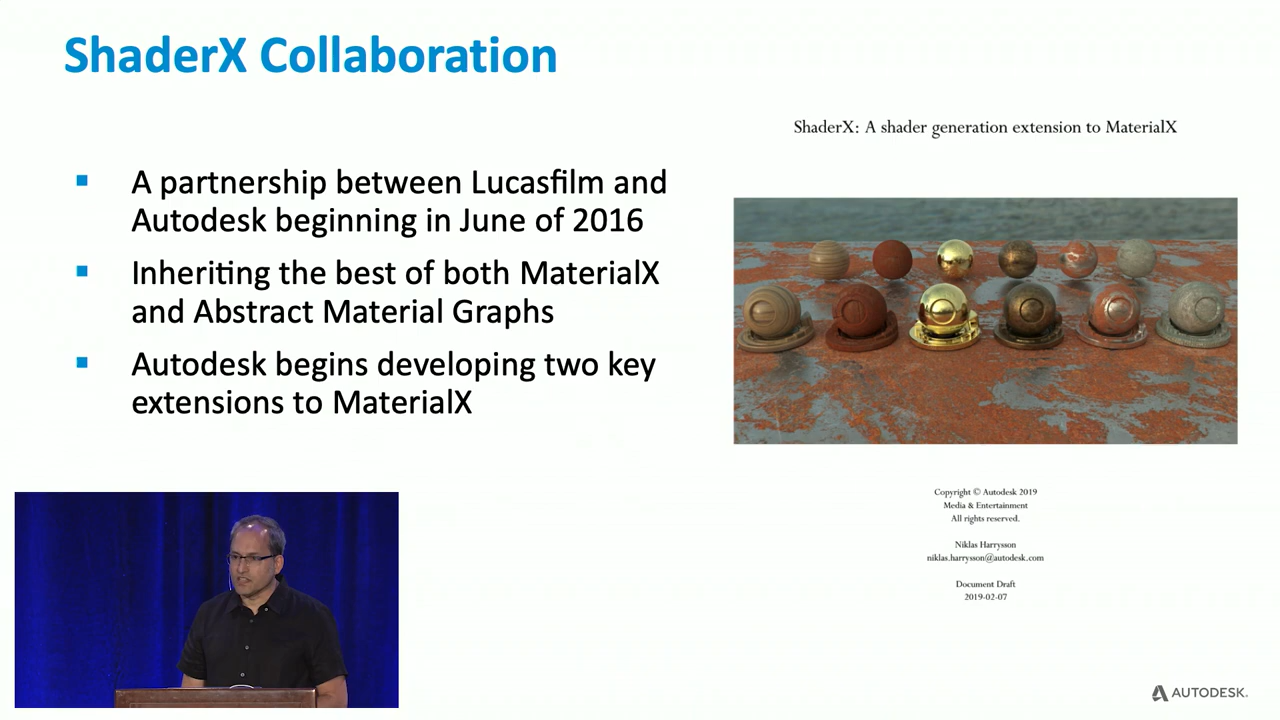 ShaderX Collaboration
A partnership between Lucasfilm and
Autodesk beginning in June of 2016
Inheriting the best of both MaterialX
and Abstract Material Graphs
Autodesk begins developing two key
extensions to MaterialX
ShaderX: A shader generation extension to MaterialX
Copyright © Autodesk 2019
Media & Entertainment
All rights reserved.
Niklas Harrysson
niklas.harrysson@autodesk.com
Document Draft
2019-02-07
AUTODESK.